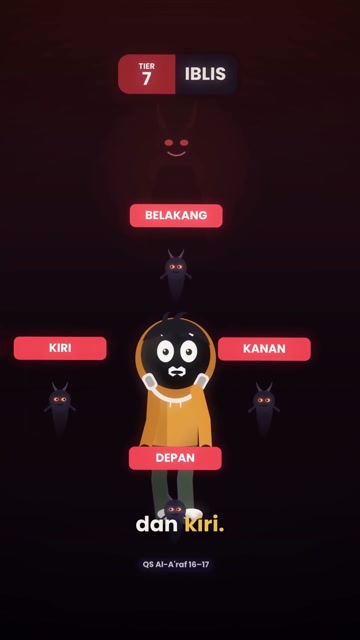 TIER
7
IBLIS
BELAKANG
KIRI
KANAN
DEPAN
dan kiri.
QS Al-A'raf 16–17